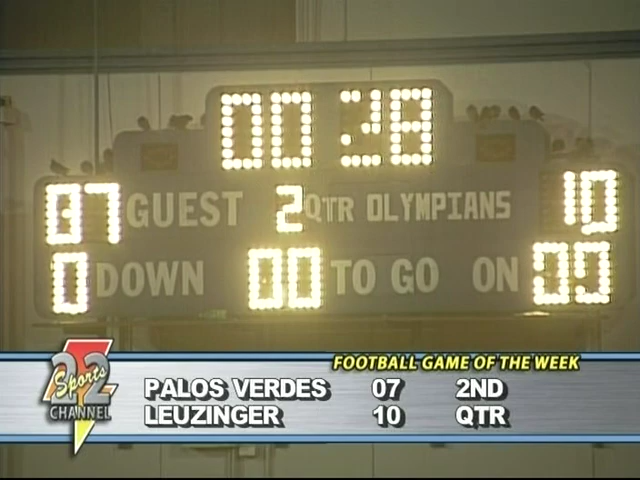 00 28
07 GUEST 2 QTR OLYMPIANS 10
0 DOWN 00 TO GO ON
FOOTBALL GAME OF THE WEEK
22 Sports CHANNEL
PALOS VERDES 07 2ND
LEUZINGER 10 QTR